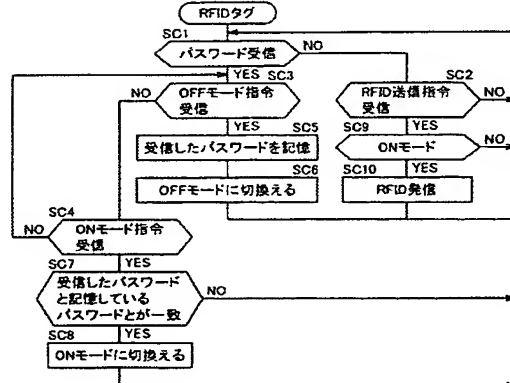 RFIDタグ
SC1
パスワード受信
NO
YES
SC3
SC2
NO
OFFモード指令
受信
RFID送信指令
受信
NO
YES
SC5
YES
SC9
受信したパスワードを記憶
ONモード
NO
SC6
YES
SC10
OFFモードに切換える
RFID発信
SC4
NO
ONモード指令
受信
SC7
YES
受信したパスワード
と記憶している
パスワードとが一致
NO
YES
SC8
ONモードに切換える